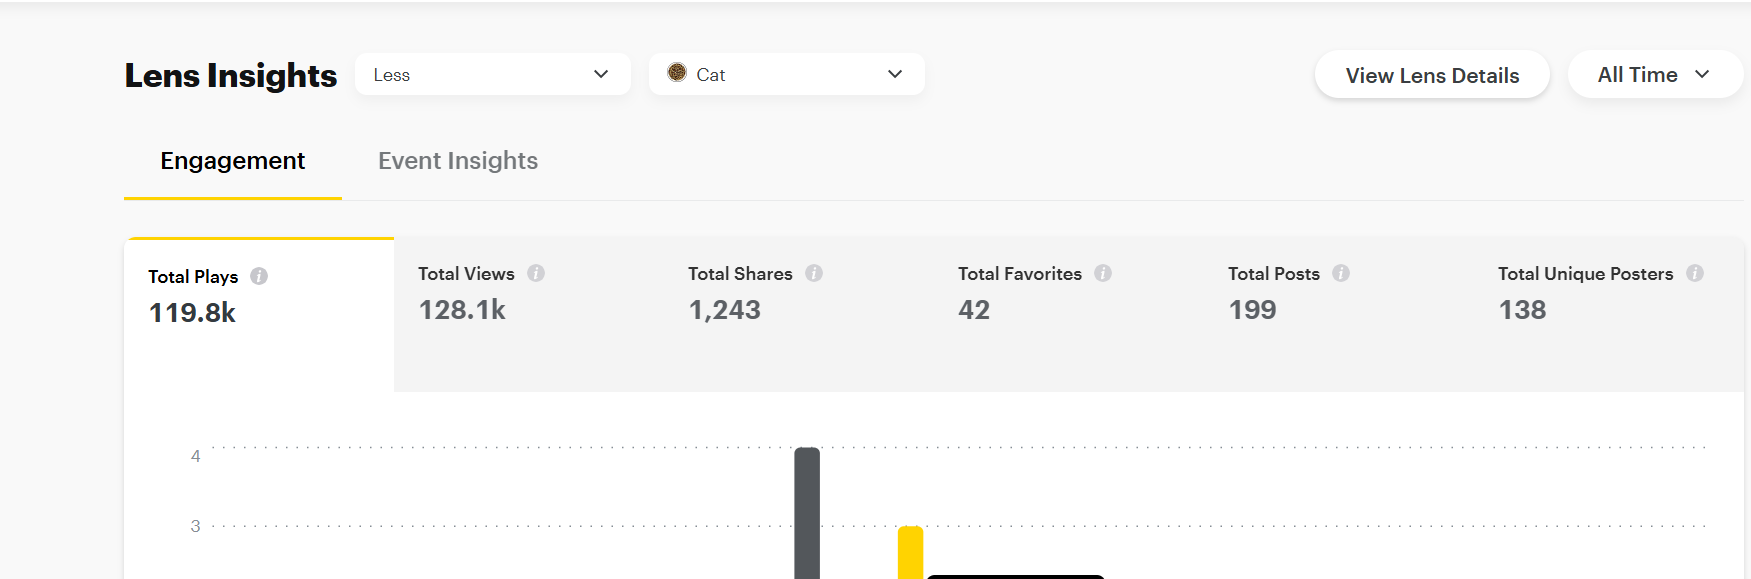 Lens Insights
Less
Cat
View Lens Details
All Time
Engagement
Event Insights
Total Plays
119.8k
Total Views
128.1k
Total Shares
1,243
Total Favorites
42
Total Posts
199
Total Unique Posters
138
4
3